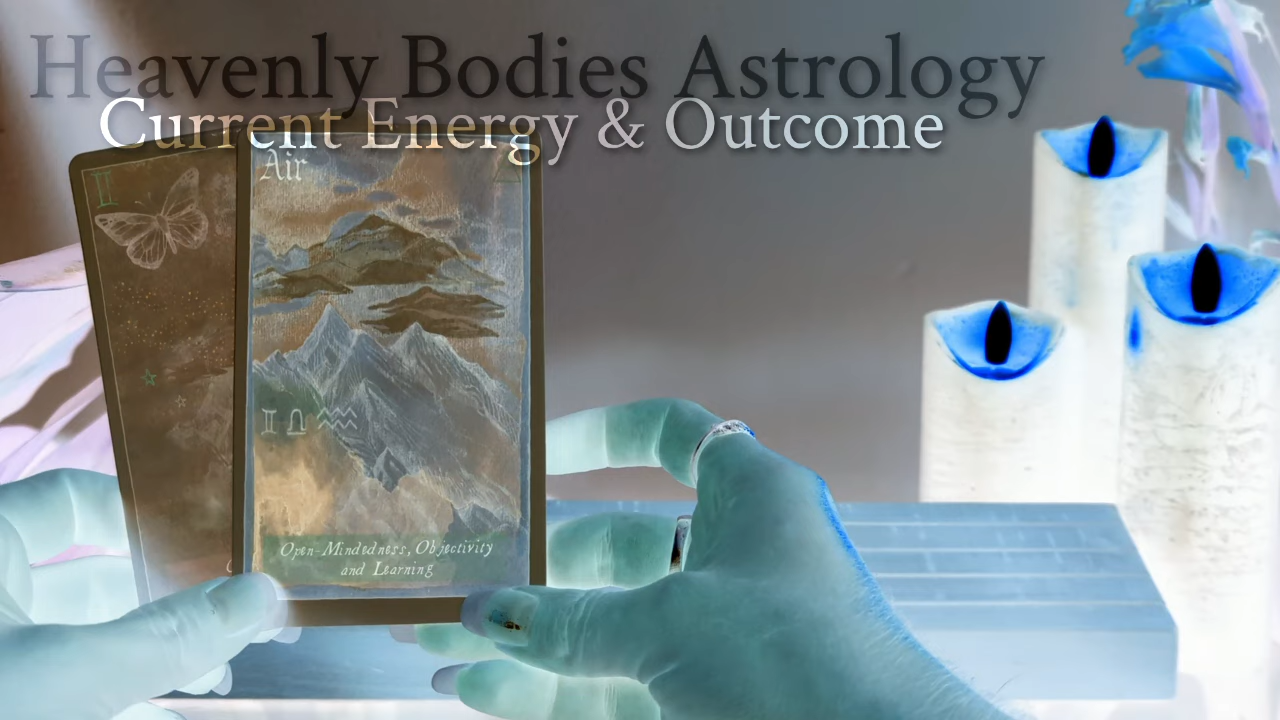 Heavenly Bodies Astrology
Current Energy & Outcome
Air
Open-Mindedness, Objectivity
and Learning